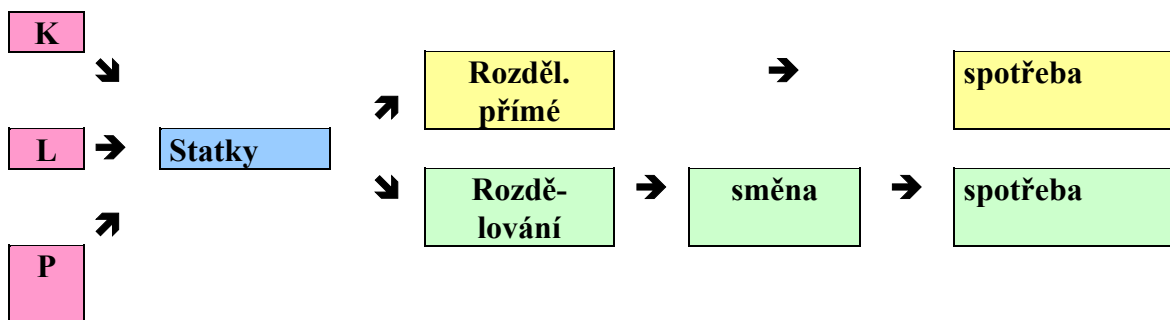 K
Rozděl.
přímé
➔
spotřeba
L
➔
Statky
Rozdě-
lování
➔
směna
➔
spotřeba
P